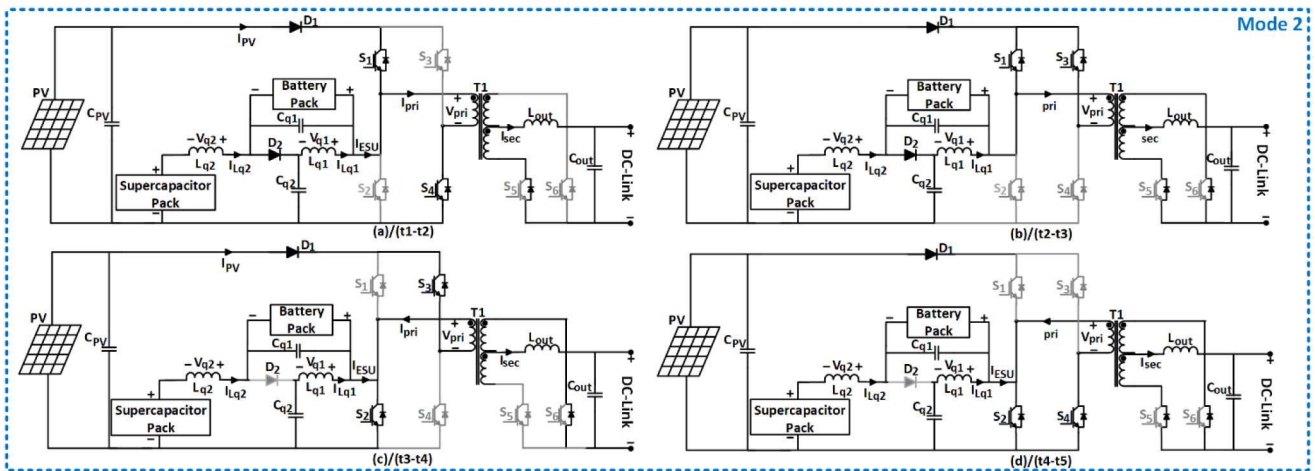 Mode 2
D1
IPV
S1
S3
PV
CPV
Battery
Pack
Cq1
Ipri
Vpri
T1
Lout
Isec
Vq2
Lq2
ILq2
D2
Vq1
Lq1
IESU
ILq1
Cq2
Cout
DC-Link
Supercapacitor
Pack
S2
S4
S5
S6
(a)/(t1-t2)
D1
S1
S3
PV
CPV
Battery
Pack
Cq1
pri
Vpri
T1
Lout
sec
Vq2
Lq2
ILq2
D2
Vq1
Lq1
ILq1
Cq2
Cout
DC-Link
Supercapacitor
Pack
S2
S4
S5
S6
(b)/(t2-t3)
D1
IPV
S1
S3
PV
CPV
Battery
Pack
Cq1
Ipri
Vpri
T1
Lout
Isec
Vq2
Lq2
ILq2
D2
Vq1
Lq1
IESU
ILq1
Cq2
Cout
DC-Link
Supercapacitor
Pack
S2
S4
S5
S6
(c)/(t3-t4)
D1
S1
S3
PV
CPV
Battery
Pack
Cq1
pri
Vpri
T1
Lout
Isec
Vq2
Lq2
ILq2
D2
Vq1
Lq1
IESU
ILq1
Cq2
Cout
DC-Link
Supercapacitor
Pack
S2
S4
S5
S6
(d)/(t4-t5)